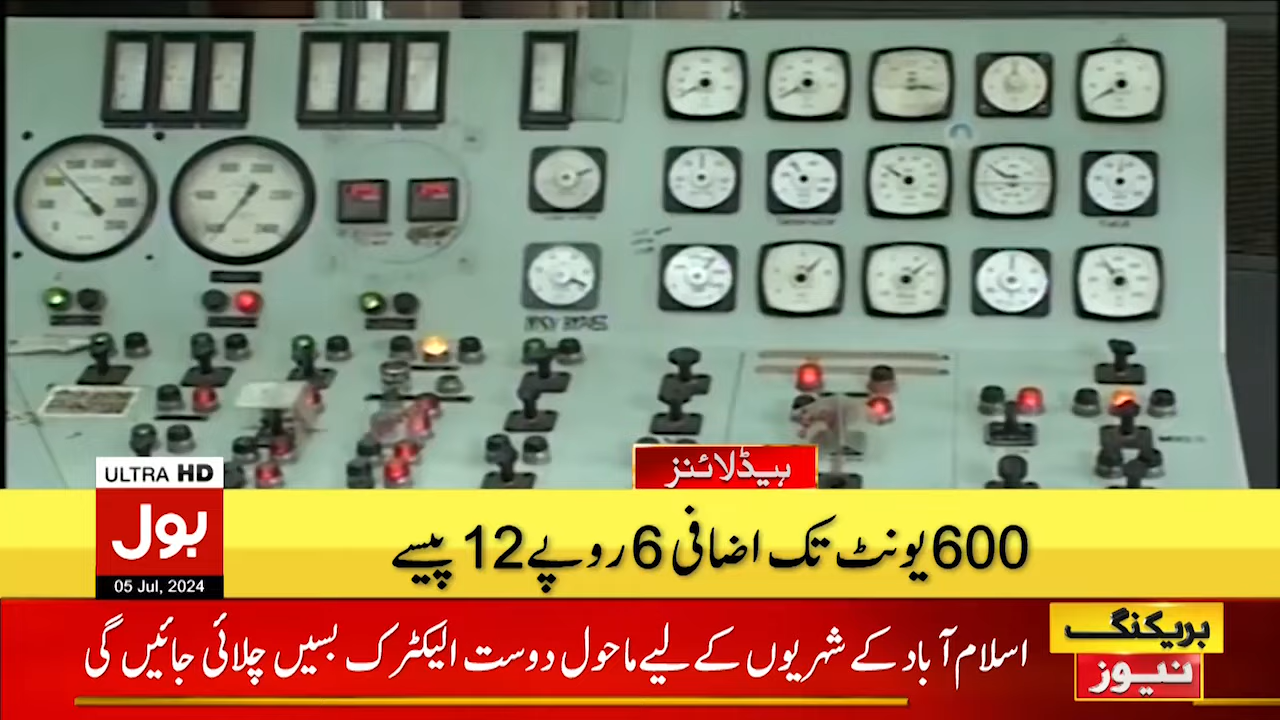 ہیڈلائنز
600 یونٹ تک اضافی 6 روپے 12 پیسے
ULTRA HD
بول
05 Jul, 2024
اسلام آباد کے شہریوں کے لیے ماحول دوست الیکٹرک بسیں چلائی جائیں گی
بریکنگ
نیوز